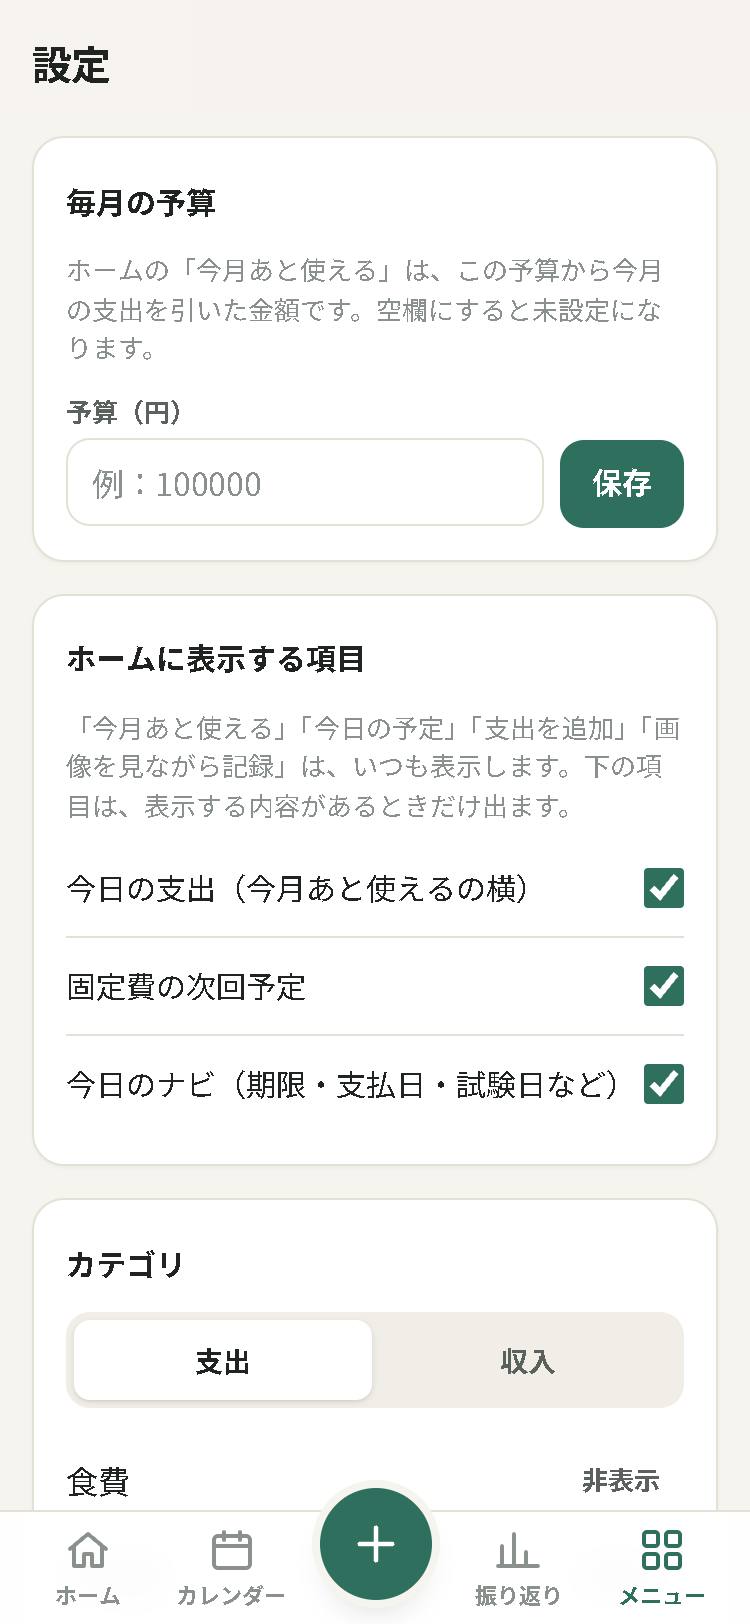 設定
毎月の予算
ホームの「今月あと使える」は、この予算から今月
の支出を引いた金額です。空欄にすると未設定にな
ります。
予算（円）
例：100000
保存
ホームに表示する項目
「今月あと使える」「今日の予定」「支出を追加」「画
像を見ながら記録」は、いつも表示します。下の項
目は、表示する内容があるときだけ出ます。
今日の支出（今月あと使えるの横）
固定費の次回予定
今日のナビ（期限・支払日・試験日など）
カテゴリ
支出
収入
食費
非表示
ホーム
カレンダー
振り返り
メニュー